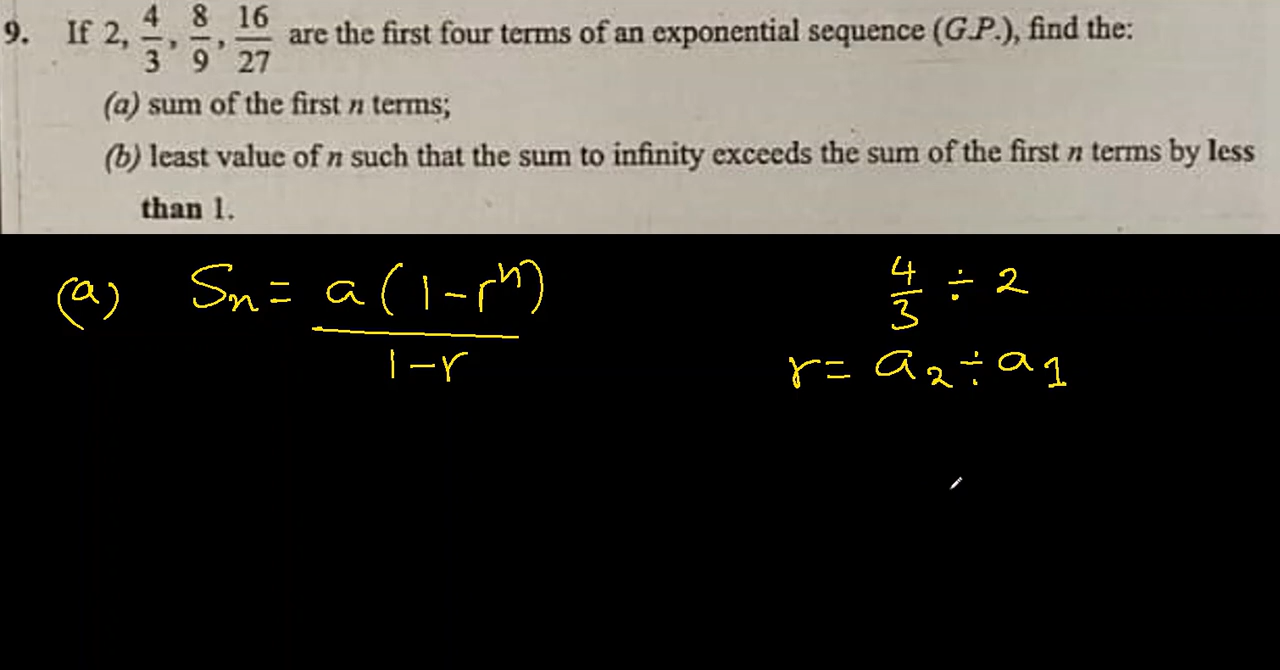 9. If 2, 4/3, 8/9, 16/27 are the first four terms of an exponential sequence (G.P.), find the:
(a) sum of the first n terms;
(b) least value of n such that the sum to infinity exceeds the sum of the first n terms by less
than 1.
(a) Sn = a(1-r^n) / 1-r
4/3 ÷ 2
r = a2 ÷ a1